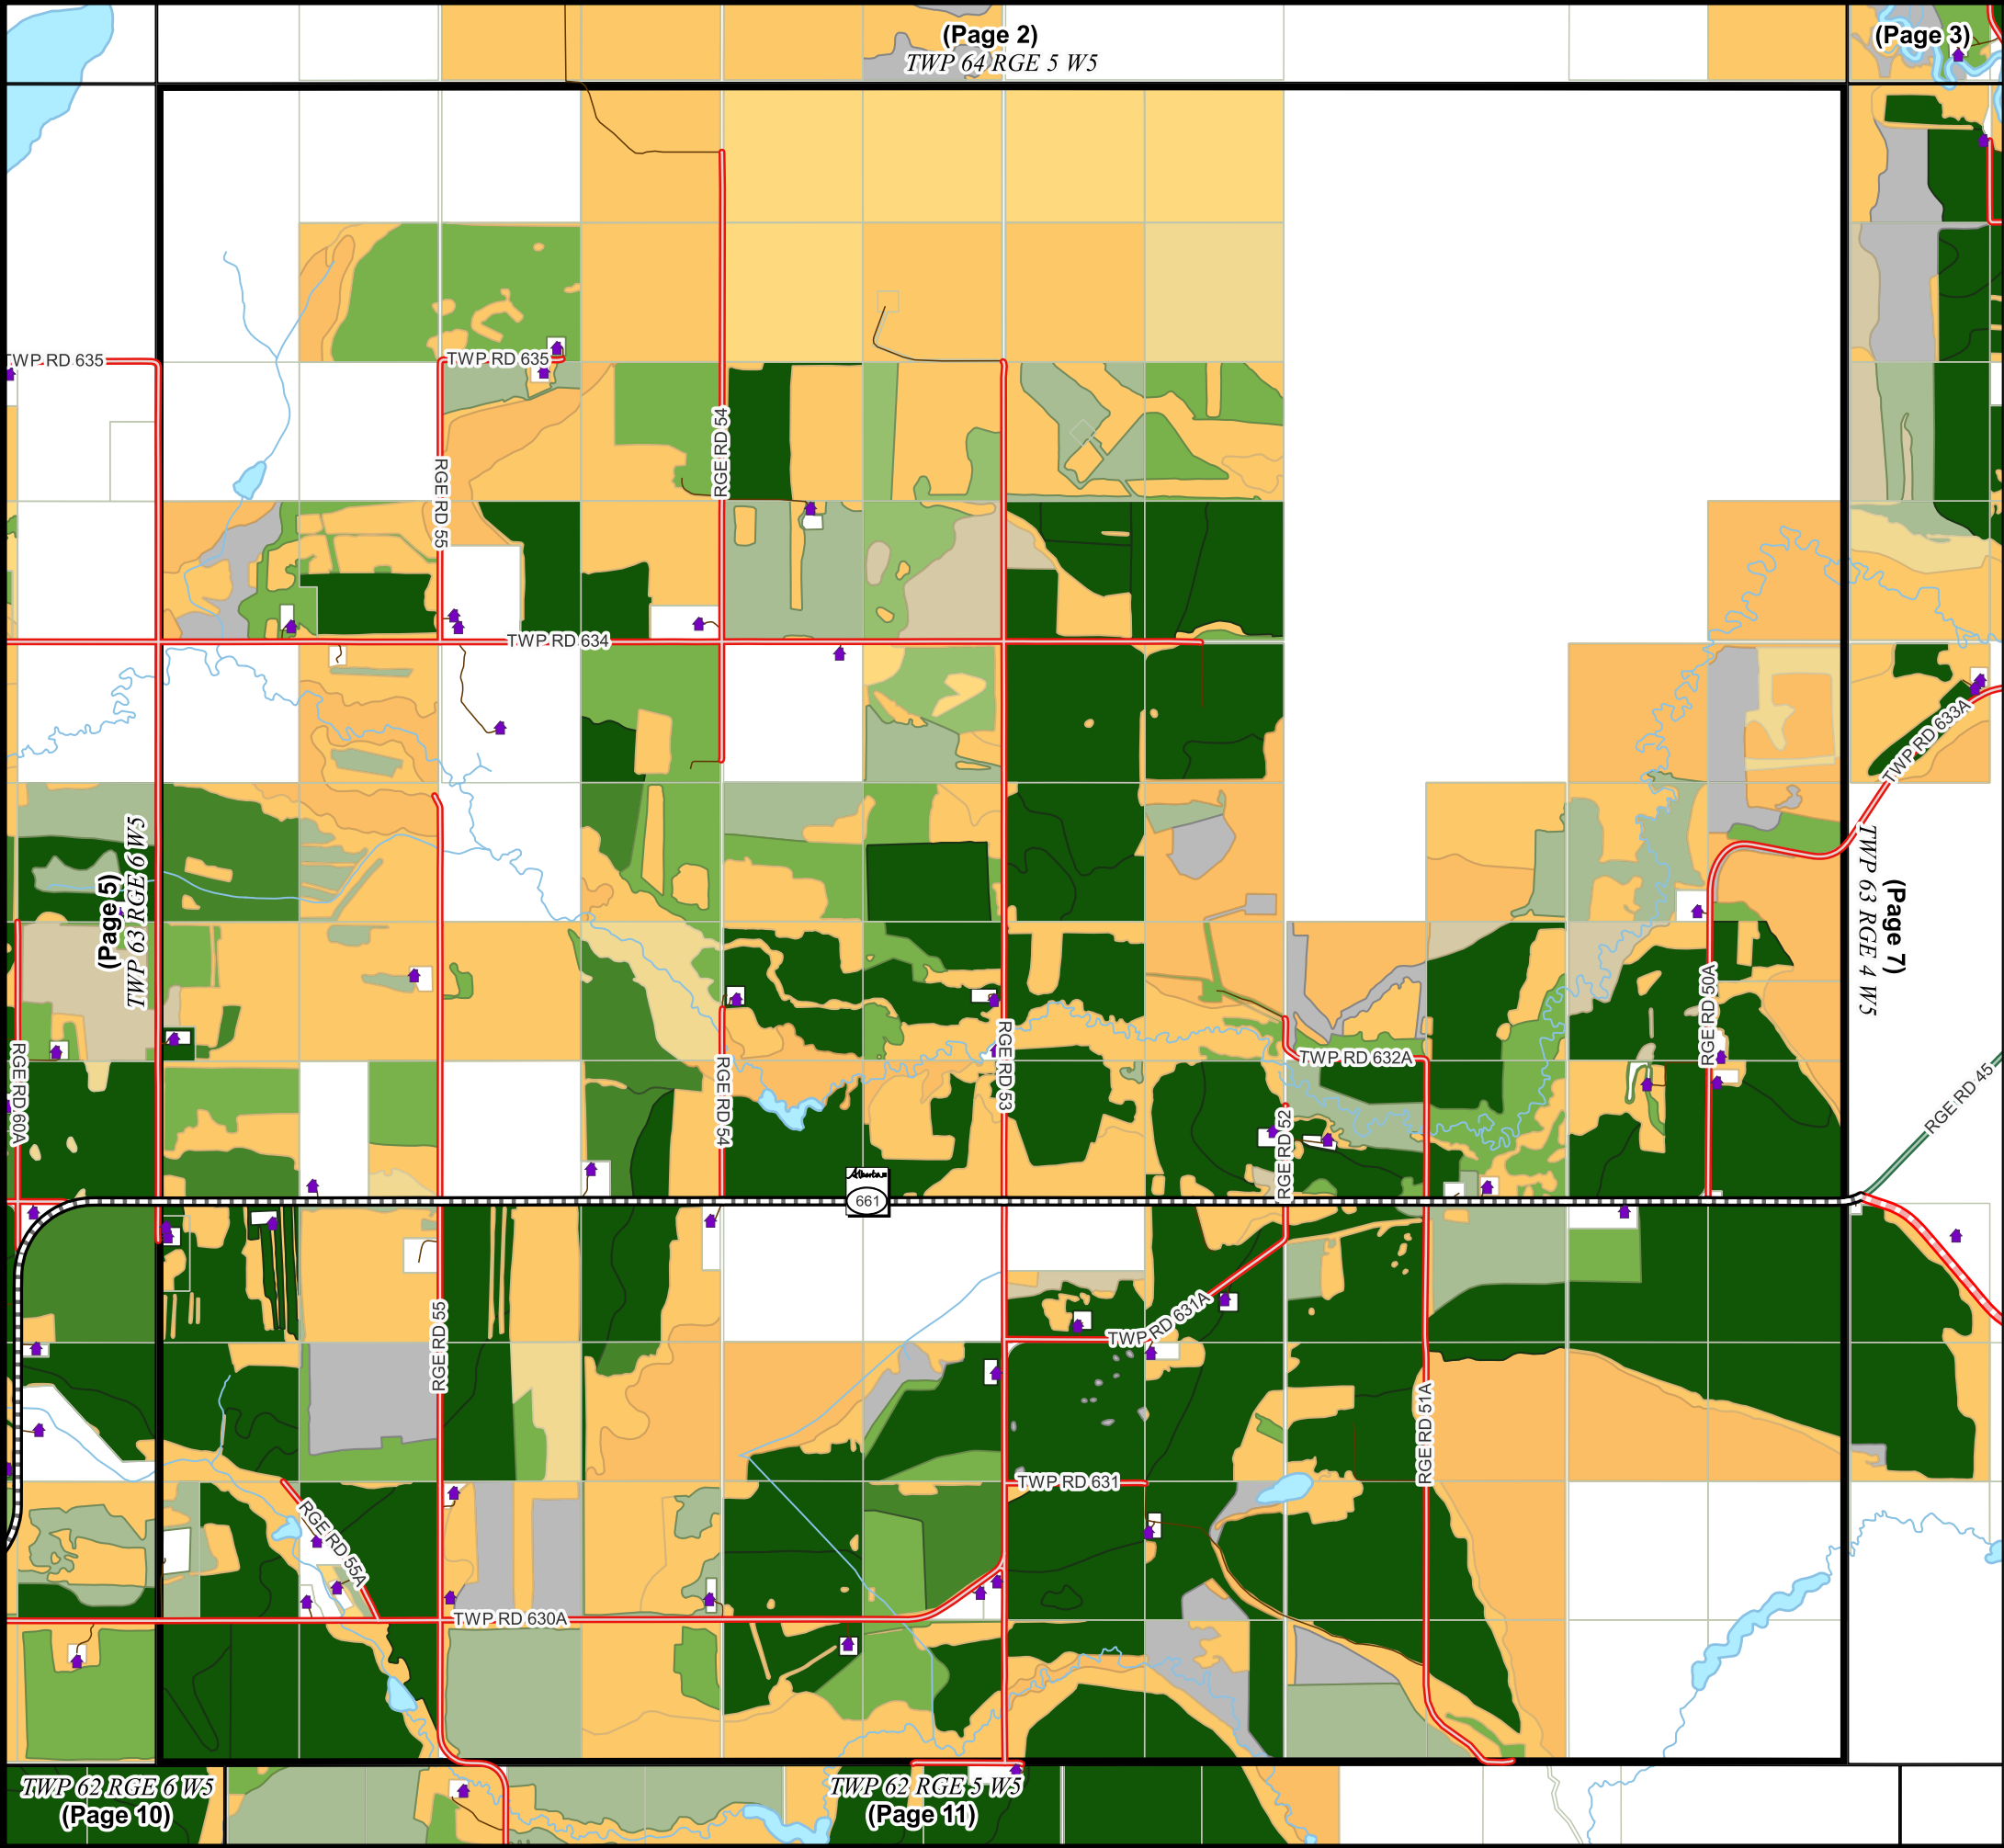 (Page 2)
TWP 64 RGE 5 W5
(Page 3)
TWP RD 635
TWP RD 635
RGE RD 54
RGE RD 55
TWP RD 634
TWP RD 633A
(Page 5)
TWP 63 RGE 6 W5
TWP 63 RGE 4 W5
(Page 7)
RGE RD 50A
RGE RD 60A
RGE RD 54
RGE RD 53
TWP RD 632A
RGE RD 52
RGE RD 45
Alberta
661
RGE RD 55
TWP RD 631A
RGE RD 51A
TWP RD 631
RGE RD 55A
TWP RD 630A
TWP 62 RGE 6 W5
(Page 10)
TWP 62 RGE 5 W5
(Page 11)